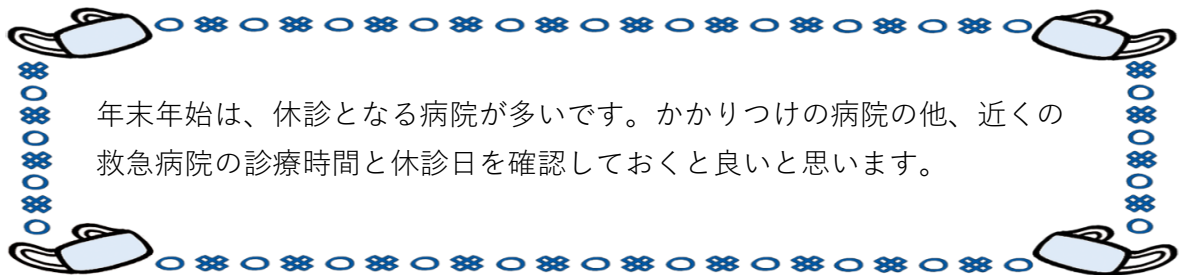 年末年始は、休診となる病院が多いです。かかりつけの病院の他、近くの
救急病院の診療時間と休診日を確認しておくと良いと思います。